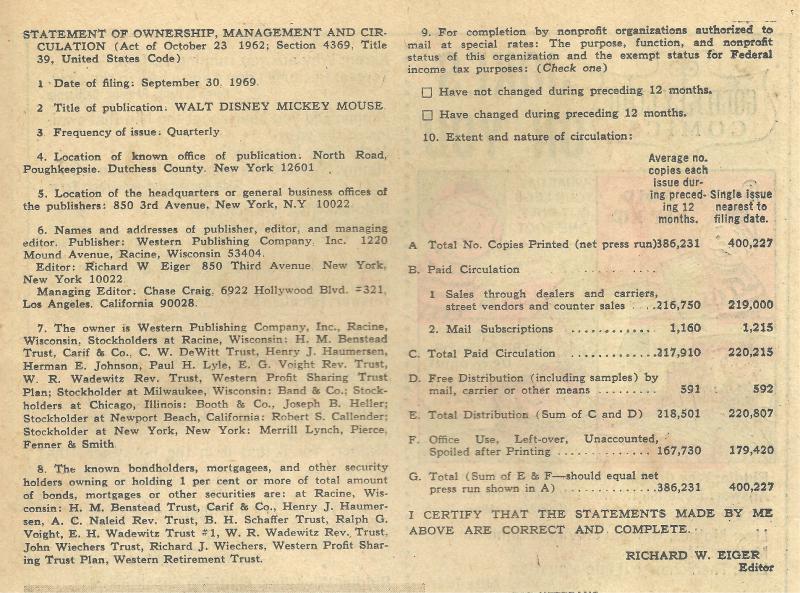 STATEMENT OF OWNERSHIP, MANAGEMENT AND CIR-
CULATION (Act of October 23 1962; Section 4369, Title
39, United States Code)
1 Date of filing: September 30, 1969.
2 Title of publication: WALT DISNEY MICKEY MOUSE
3 Frequency of issue: Quarterly
4. Location of known office of publication: North Road,
Poughkeepsie. Dutchess County. New York 12601
5. Location of the headquarters or general business offices of
the publishers: 850 3rd Avenue, New York, N.Y 10022
6. Names and addresses of publisher, editor, and managing
editor. Publisher: Western Publishing Company. Inc. 1220
Mound Avenue, Racine, Wisconsin 53404.
Editor: Richard W Eiger 850 Third Avenue New York,
New York 10022
Managing Editor: Chase Craig, 6922 Hollywood Blvd. #321,
Los Angeles. California 90028.
7. The owner is Western Publishing Company, Inc., Racine,
Wisconsin, Stockholders at Racine, Wisconsin: H. M. Benstead
Trust, Carif & Co., C. W. DeWitt Trust, Henry J. Haumersen,
Herman E. Johnson, Paul H. Lyle, E. G. Voight Rev. Trust,
W. R. Wadewitz Rev. Trust, Western Profit Sharing Trust
Plan; Stockholder at Milwaukee, Wisconsin: Band & Co.; Stock-
holders at Chicago, Illinois: Booth & Co., Joseph B. Heller;
Stockholder at Newport Beach, California: Robert S. Callender;
Stockholder at New York, New York: Merrill Lynch, Pierce,
Fenner & Smith
8. The known bondholders, mortgagees, and other security
holders owning or holding 1 per cent or more of total amount
of bonds, mortgages or other securities are: at Racine, Wis-
consin: H. M. Benstead Trust, Carif & Co., Henry J. Haumer-
sen, A. C. Naleid Rev. Trust, B. H. Schaffer Trust, Ralph G.
Voight, E. H. Wadewitz Trust #1, W. R. Wadewitz Rev. Trust,
John Wiechers Trust, Richard J. Wiechers, Western Profit Shar-
ing Trust Plan, Western Retirement Trust.
9. For completion by nonprofit organizations authorized to
mail at special rates: The purpose, function, and nonprofit
status of this organization and the exempt status for Federal
income tax purposes: (Check one)
Have not changed during preceding 12 months.
Have changed during preceding 12 months.
10. Extent and nature of circulation:
Average no.
copies each
issue dur-
ing preced- Single issue
ing 12 nearest to
months. filing date.
A Total No. Copies Printed (net press run) 386,231 400,227
B. Paid Circulation
1 Sales through dealers and carriers,
street vendors and counter sales 216,750 219,000
2. Mail Subscriptions 1,160 1,215
C. Total Paid Circulation 217,910 220,215
D. Free Distribution (including samples) by
mail, carrier or other means 591 592
E. Total Distribution (Sum of C and D) 218,501 220,807
F. Office Use, Left-over, Unaccounted,
Spoiled after Printing 167,730 179,420
G. Total (Sum of E & F—should equal net
press run shown in A) 386,231 400,227
I CERTIFY THAT THE STATEMENTS MADE BY ME
ABOVE ARE CORRECT AND COMPLETE.
RICHARD W. EIGER
Editor